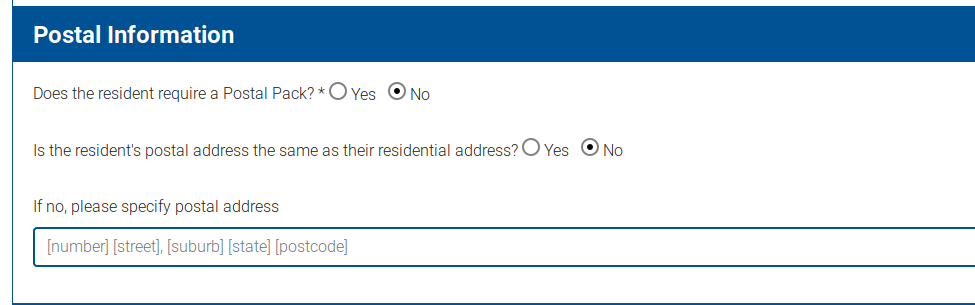 Postal Information
Does the resident require a Postal Pack? * Yes No
Is the resident's postal address the same as their residential address? Yes No
If no, please specify postal address
[number] [street], [suburb] [state] [postcode]